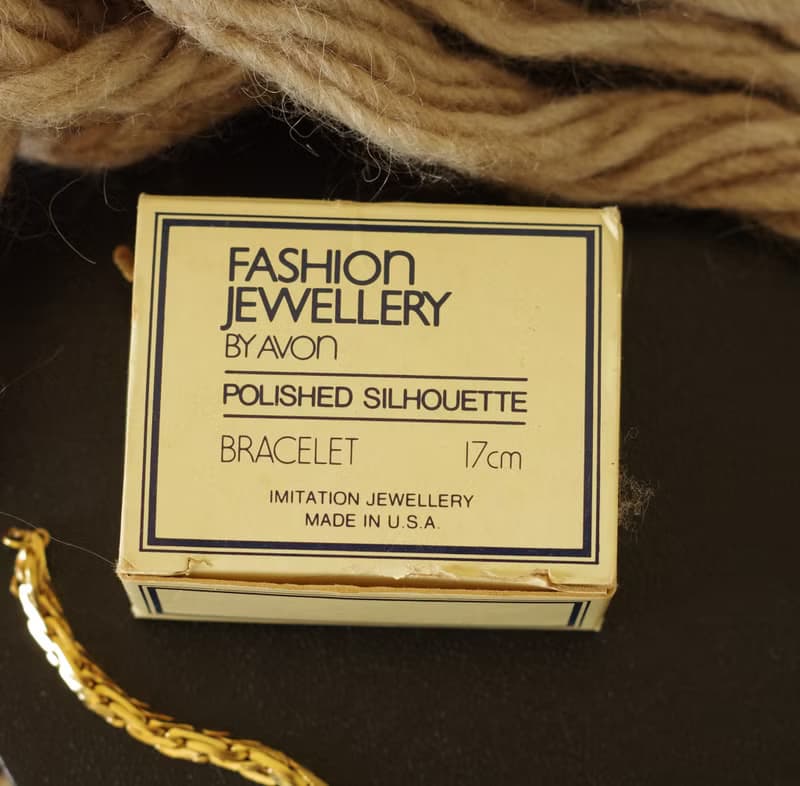 FASHION
JEWELLERY
BY AVON
POLISHED SILHOUETTE
BRACELET 17cm
IMITATION JEWELLERY
MADE IN U.S.A.